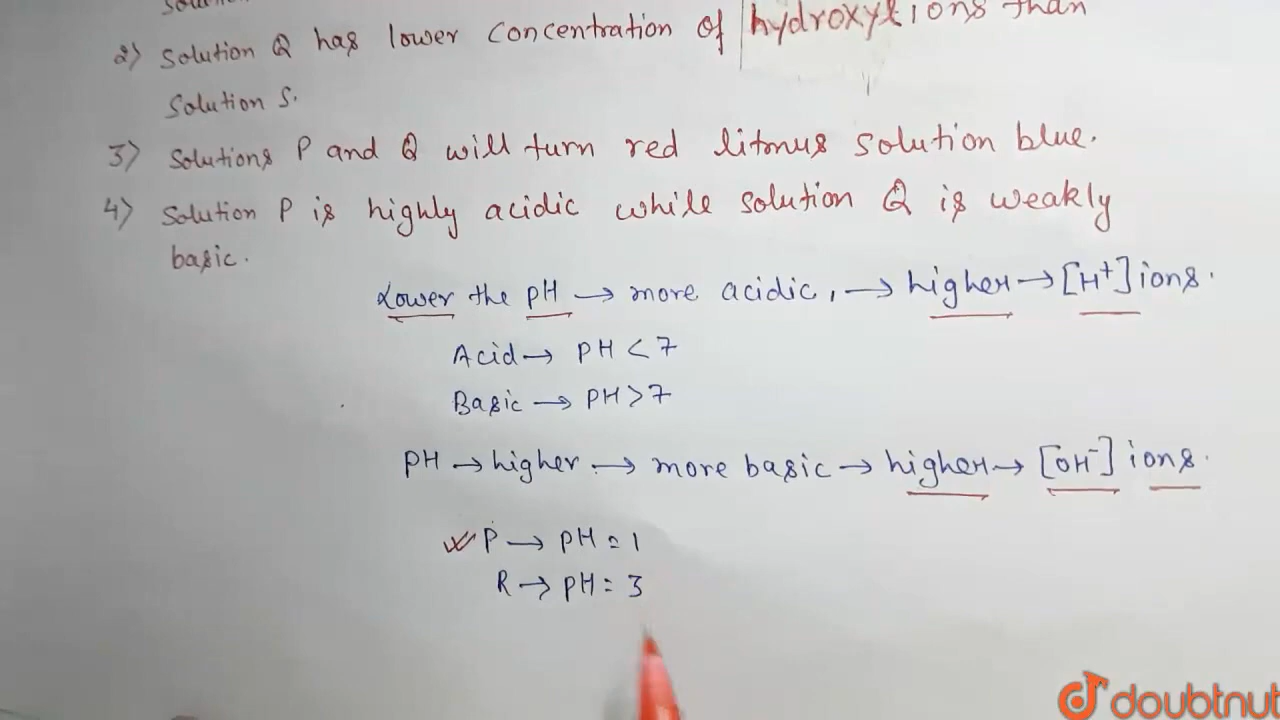 Solution
2) Solution Q has lower concentration of hydroxyl ions than
Solution S.
3) Solutions P and Q will turn red litmus solution blue.
4) Solution P is highly acidic while solution Q is weakly
basic.
Lower the pH → more acidic, → higher → [H⁺] ions.
Acid → PH < 7
Basic → PH > 7
PH → higher → more basic → higher → [OH⁻] ions.
P → PH = 1
R → PH = 3
doubtnut